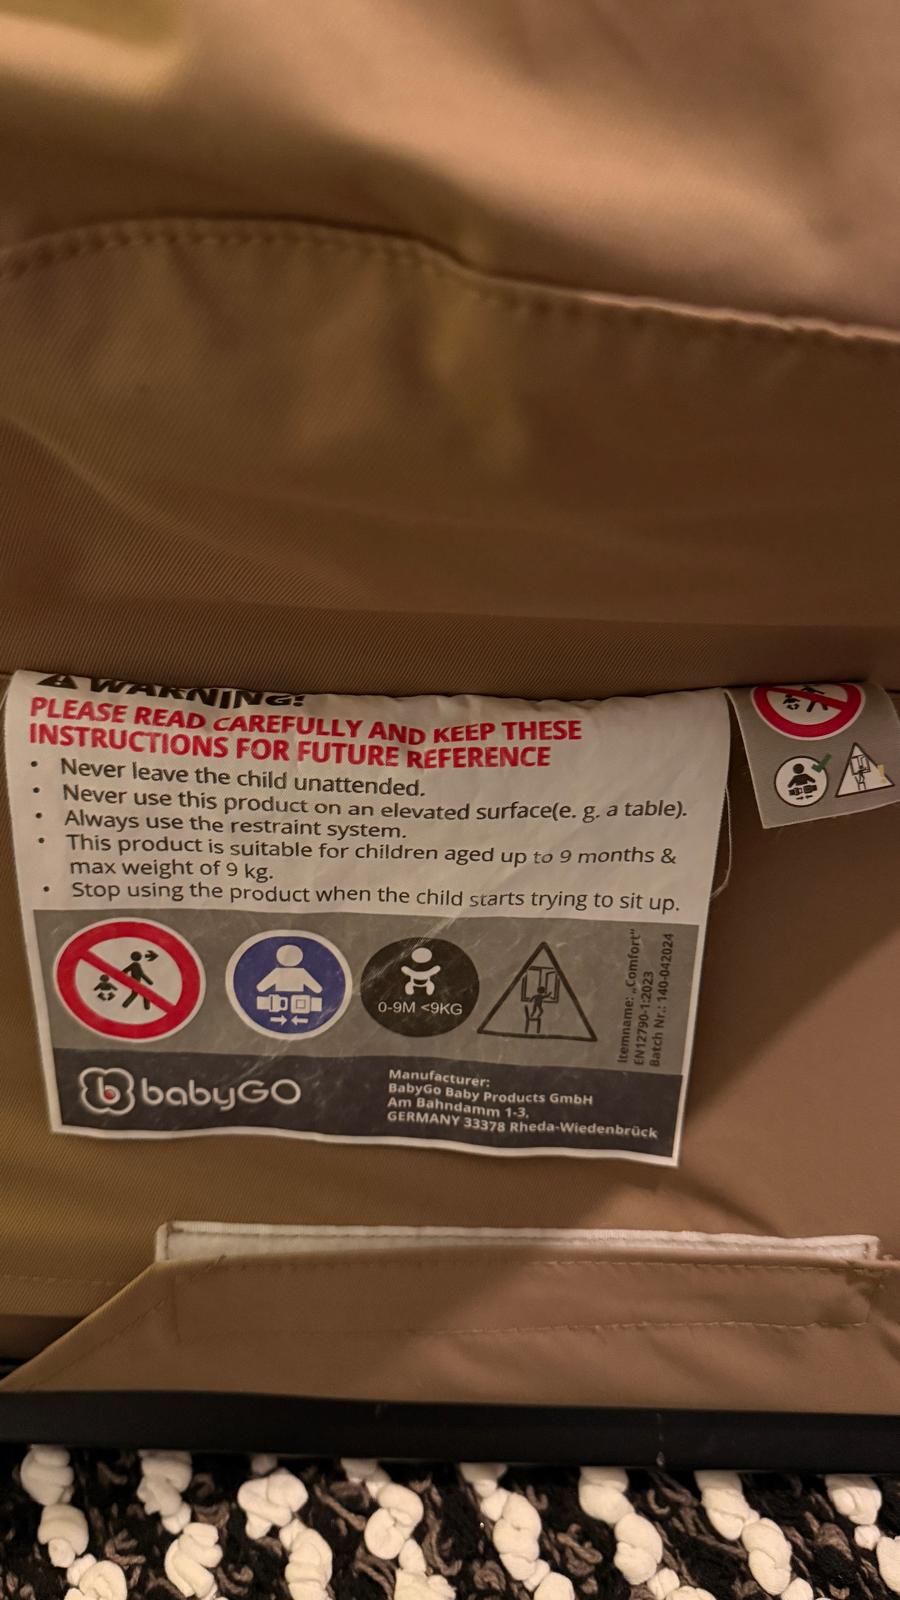 WARNING!
PLEASE READ CAREFULLY AND KEEP THESE
INSTRUCTIONS FOR FUTURE REFERENCE
• Never leave the child unattended.
• Never use this product on an elevated surface(e. g. a table).
• Always use the restraint system.
• This product is suitable for children aged up to 9 months &
max weight of 9 kg.
• Stop using the product when the child starts trying to sit up.
0-9M <9KG
Itemname: „Comfort“
EN12790-1:2023
Batch Nr.: 140-042024
babyGO
Manufacturer:
BabyGo Baby Products GmbH
Am Bahndamm 1-3,
GERMANY 33378 Rheda-Wiedenbrück